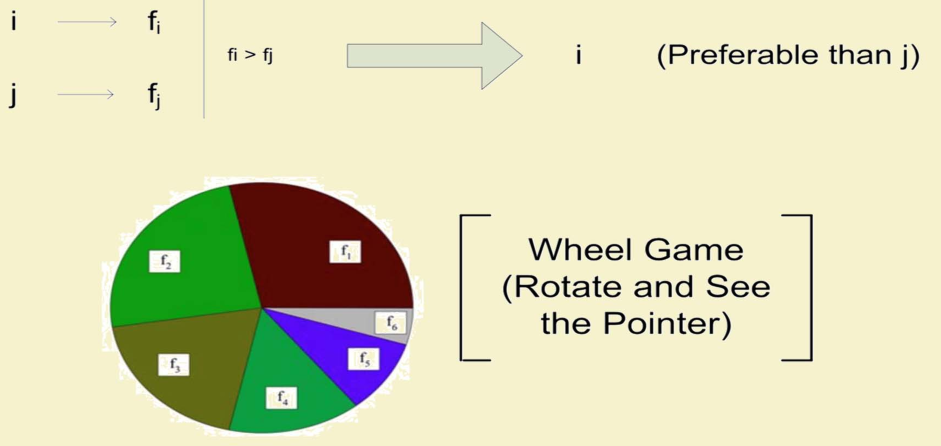 i → fᵢ
fi > fj
i (Preferable than j)
j → fⱼ
f₁
f₂
f₃
f₄
f₅
f₆
Wheel Game
(Rotate and See
the Pointer)